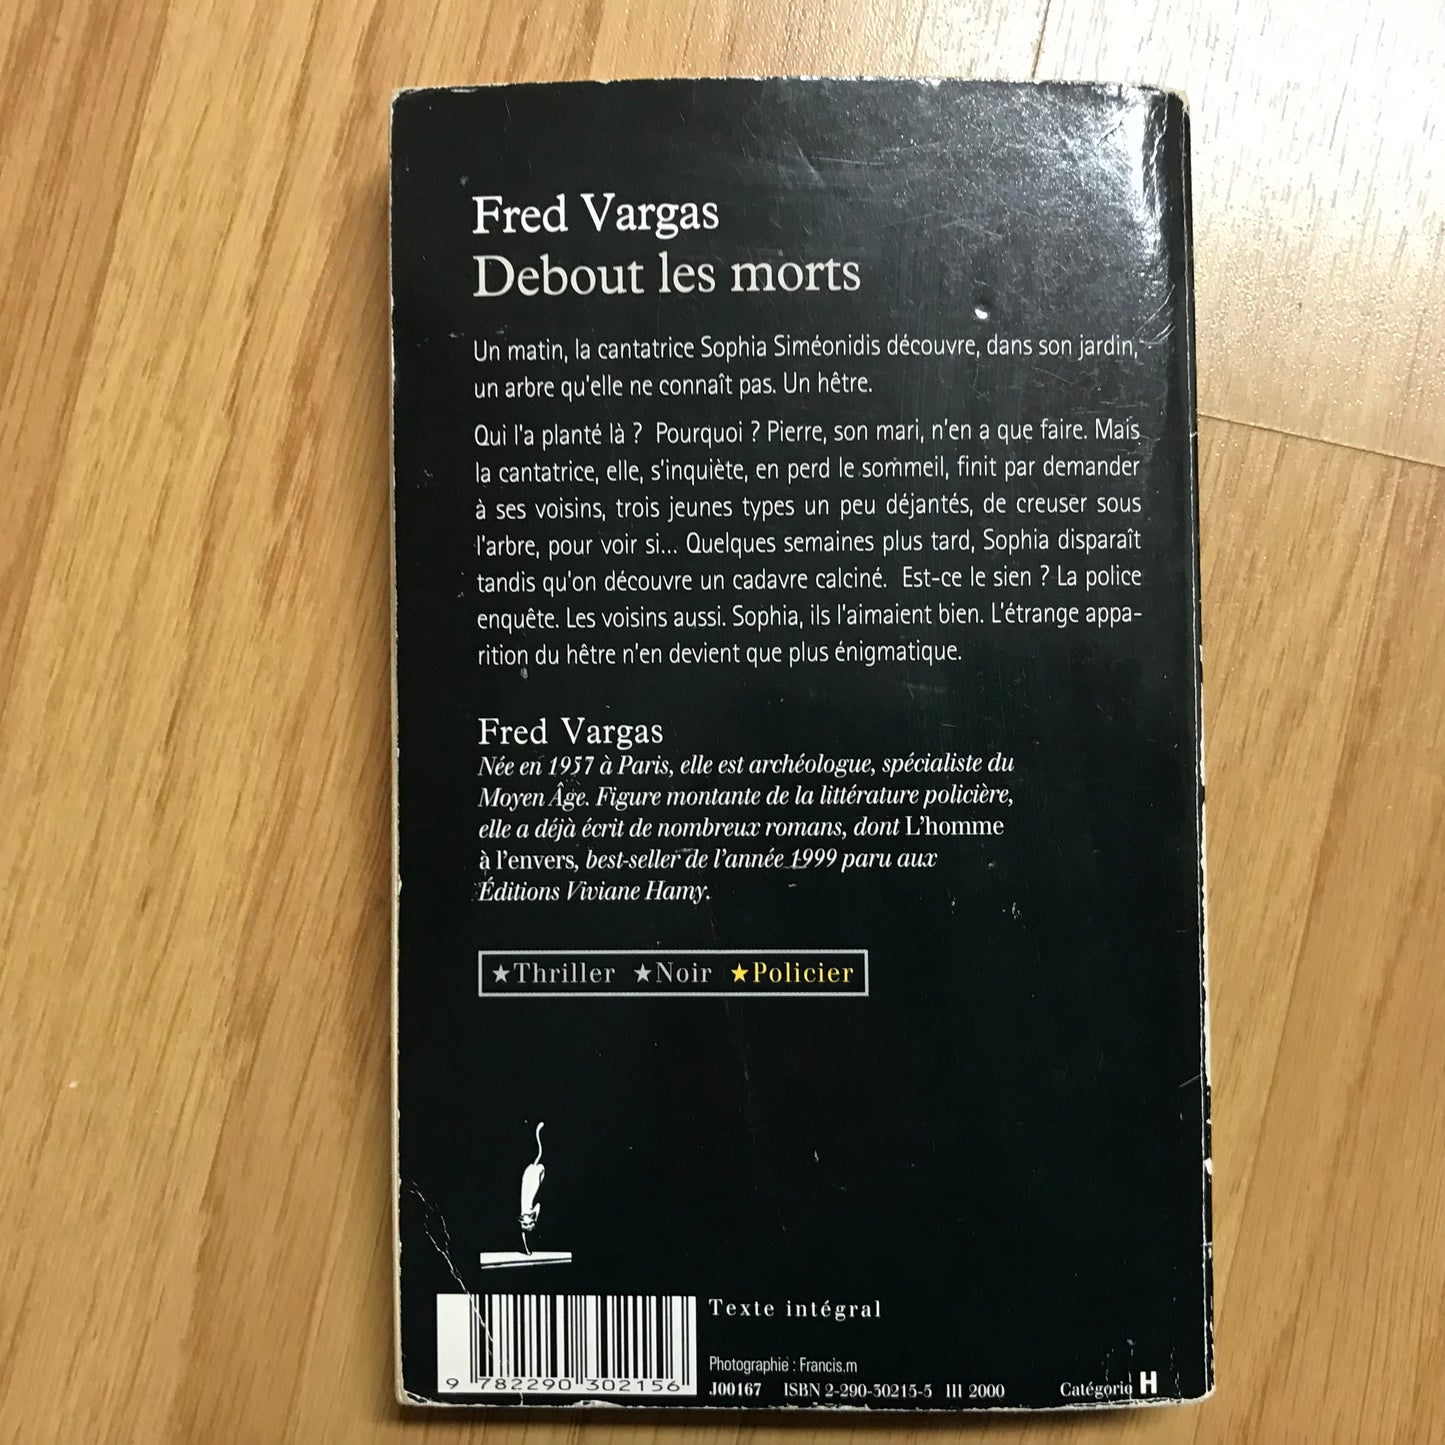 Fred Vargas
Debout les morts
Un matin, la cantatrice Sophia Siméonidis découvre, dans son jardin,
un arbre qu'elle ne connaît pas. Un hêtre.
Qui l'a planté là ? Pourquoi ? Pierre, son mari, n'en a que faire. Mais
la cantatrice, elle, s'inquiète, en perd le sommeil, finit par demander
à ses voisins, trois jeunes types un peu déjantés, de creuser sous
l'arbre, pour voir si... Quelques semaines plus tard, Sophia disparaît
tandis qu'on découvre un cadavre calciné. Est-ce le sien ? La police
enquête. Les voisins aussi. Sophia, ils l'aimaient bien. L'étrange appa-
rition du hêtre n'en devient que plus énigmatique.
Fred Vargas
Née en 1957 à Paris, elle est archéologue, spécialiste du
Moyen Âge. Figure montante de la littérature policière,
elle a déjà écrit de nombreux romans, dont L'homme
à l'envers, best-seller de l'année 1999 paru aux
Éditions Viviane Hamy.
★Thriller ★Noir ★Policier
Texte intégral
Photographie : Francis.m
9 782290 302156
J00167 ISBN 2-290-30215-5 III 2000 Catégorie H